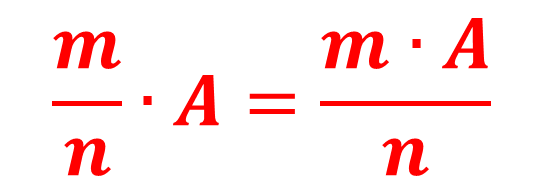 m/n · A = m · A/n